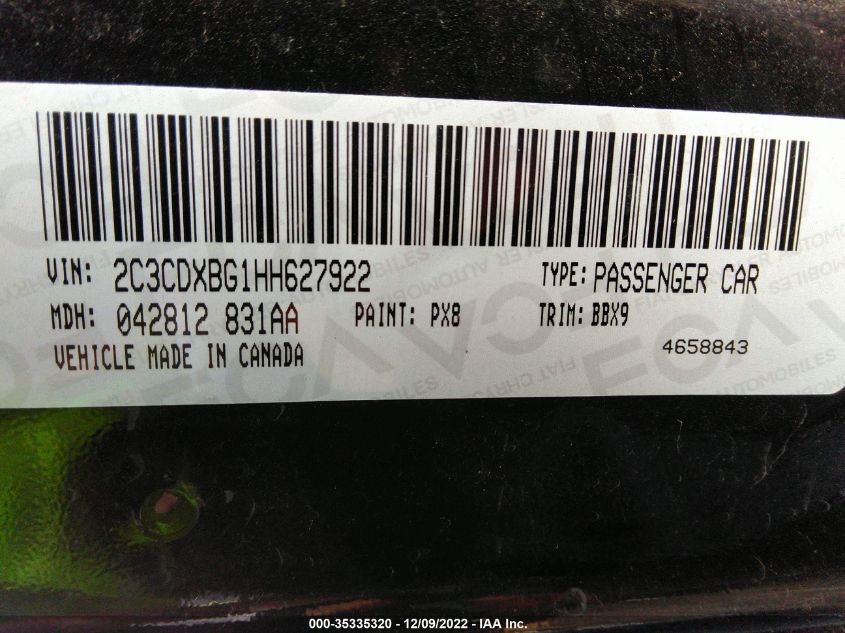 VIN: 2C3CDXBG1HH627922 TYPE: PASSENGER CAR
MDH: 042812 831AA PAINT: PX8 TRIM: BBX9
VEHICLE MADE IN CANADA 4658843
000-35335320 - 12/09/2022 - IAA Inc.